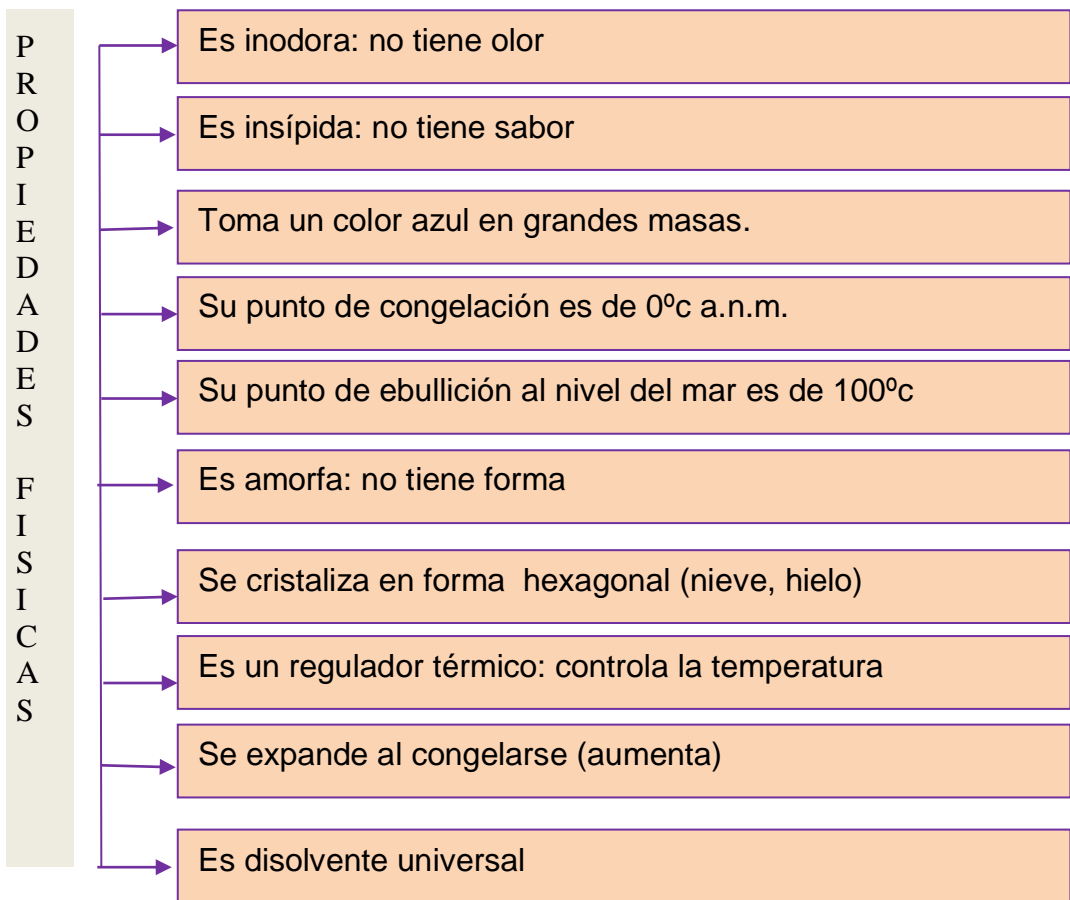 PROPIEDADES FISICAS
Es inodora: no tiene olor
Es insípida: no tiene sabor
Toma un color azul en grandes masas.
Su punto de congelación es de 0ºc a.n.m.
Su punto de ebullición al nivel del mar es de 100ºc
Es amorfa: no tiene forma
Se cristaliza en forma  hexagonal (nieve, hielo)
Es un regulador térmico: controla la temperatura
Se expande al congelarse (aumenta)
Es disolvente universal